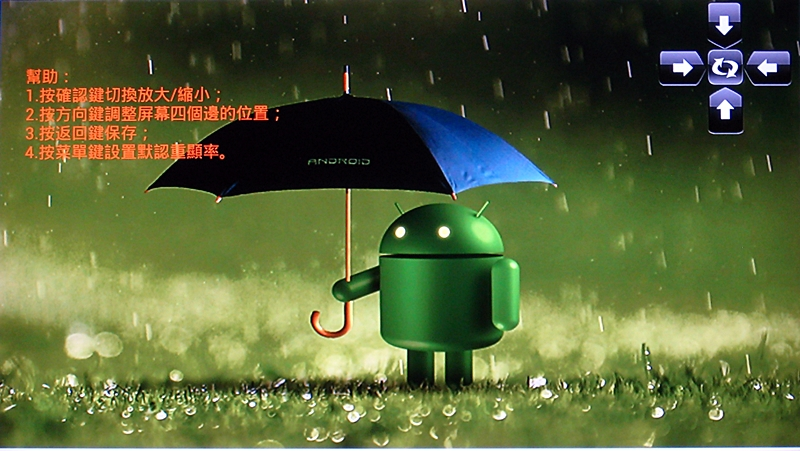 幫助：
1.按確認鍵切換放大/縮小；
2.按方向鍵調整屏幕四個邊的位置；
3.按返回鍵保存；
4.按菜單鍵設置默認重顯率。
ANDROID